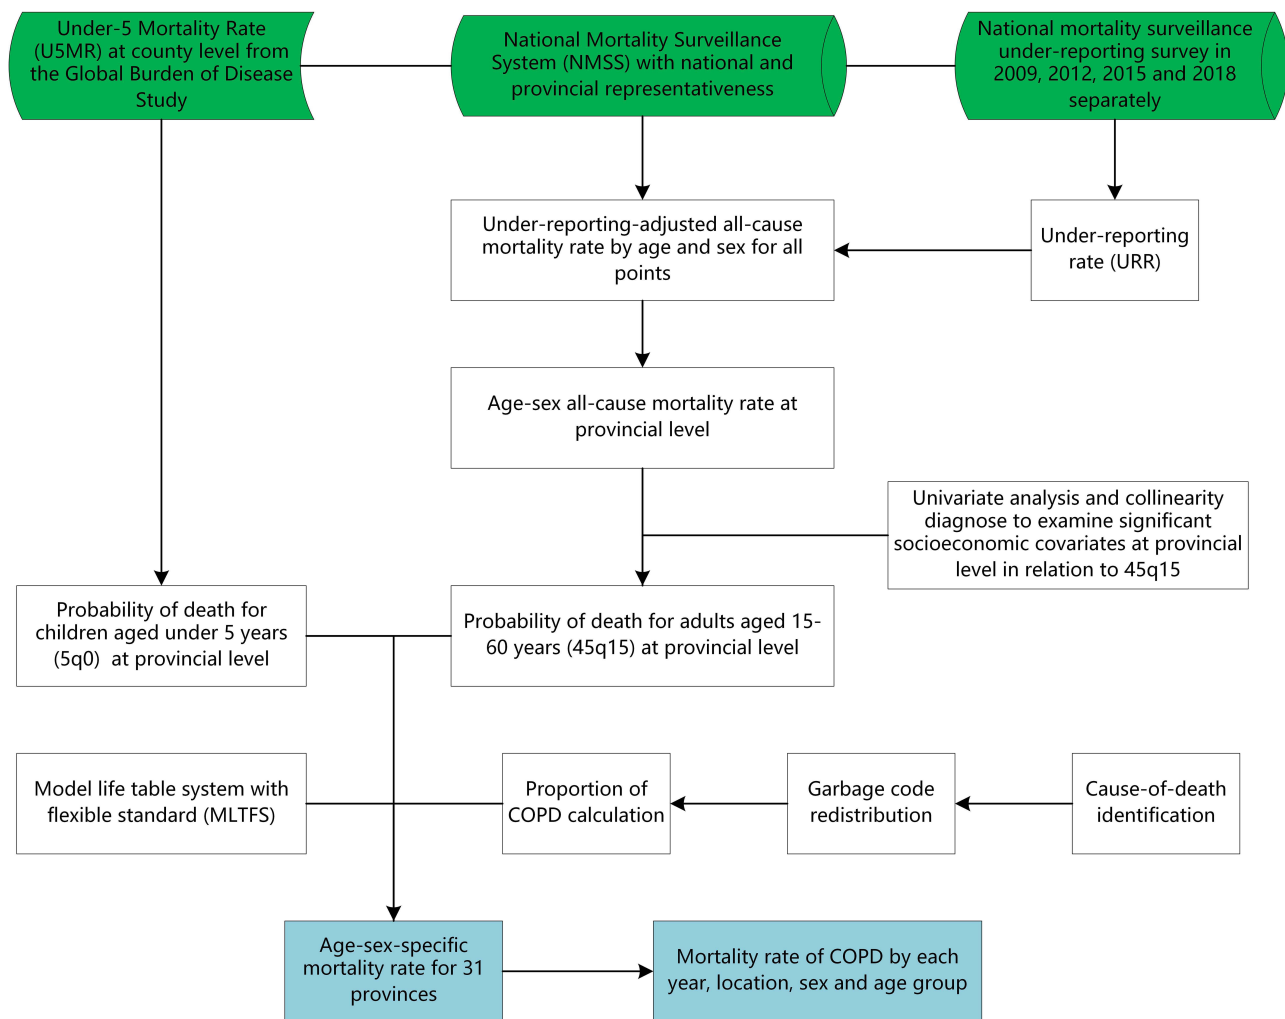 Under-5 Mortality Rate
(U5MR) at county level from
the Global Burden of Disease
Study
National Mortality Surveillance
System (NMSS) with national and
provincial representativeness
National mortality surveillance
under-reporting survey in
2009, 2012, 2015 and 2018
separately
Under-reporting-adjusted all-cause
mortality rate by age and sex for all
points
Under-reporting
rate (URR)
Age-sex all-cause mortality rate at
provincial level
Univariate analysis and collinearity
diagnose to examine significant
socioeconomic covariates at provincial
level in relation to 45q15
Probability of death for
children aged under 5 years
(5q0) at provincial level
Probability of death for adults aged 15-
60 years (45q15) at provincial level
Model life table system with
flexible standard (MLTFS)
Proportion of
COPD calculation
Garbage code
redistribution
Cause-of-death
identification
Age-sex-specific
mortality rate for 31
provinces
Mortality rate of COPD by each
year, location, sex and age group